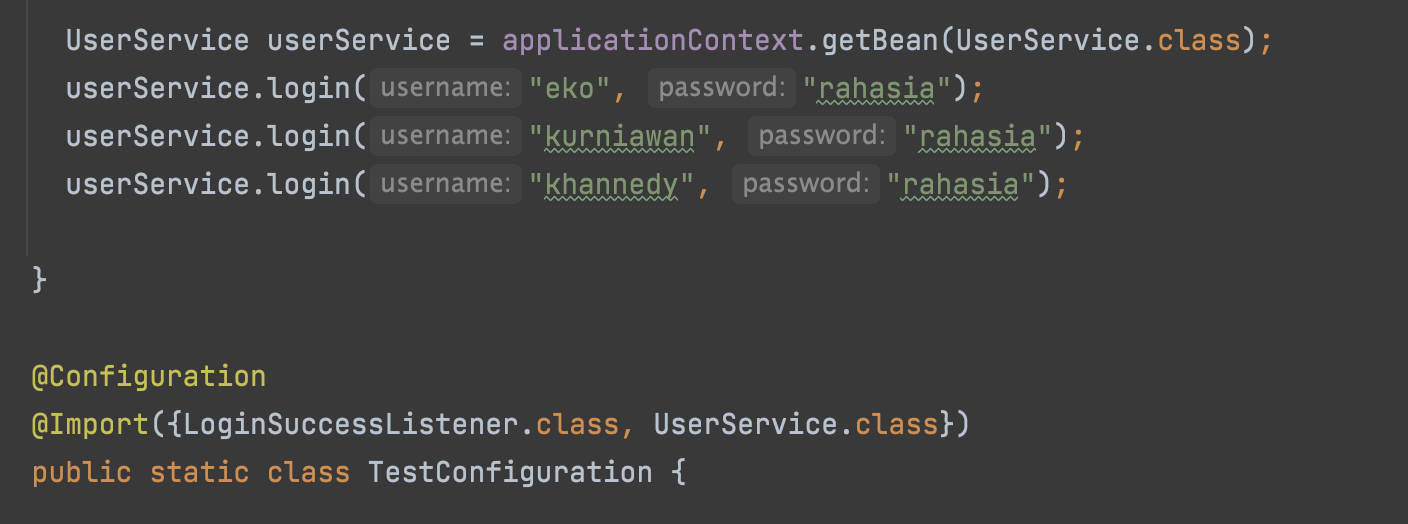 UserService userService = applicationContext.getBean(UserService.class);
userService.login( username: "eko", password: "rahasia");
userService.login( username: "kurniawan", password: "rahasia");
userService.login( username: "khannedy", password: "rahasia");
}
@Configuration
@Import({LoginSuccessListener.class, UserService.class})
public static class TestConfiguration {